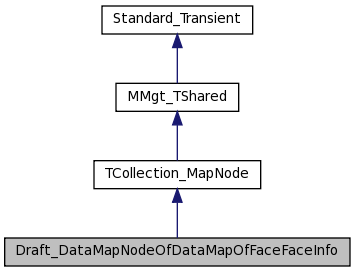 Standard_Transient
MMgt_TShared
TCollection_MapNode
Draft_DataMapNodeOfDataMapOfFaceFaceInfo